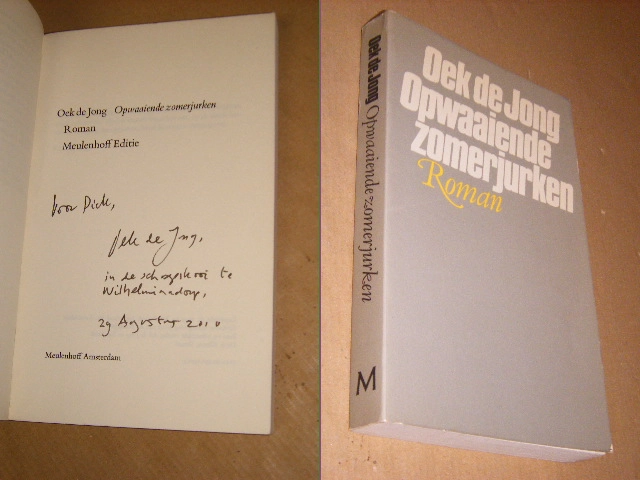 Oek de Jong Opwaaiende zomerjurken
Roman
Meulenhoff Editie
Voor Dick,
Oek de Jong,
in de schaapskooi te
Wilhelminadorp,
29 Augustus 2010
Meulenhoff Amsterdam
Oek de Jong Opwaaiende zomerjurken
M
Oek de Jong
Opwaaiende
zomerjurken
Roman